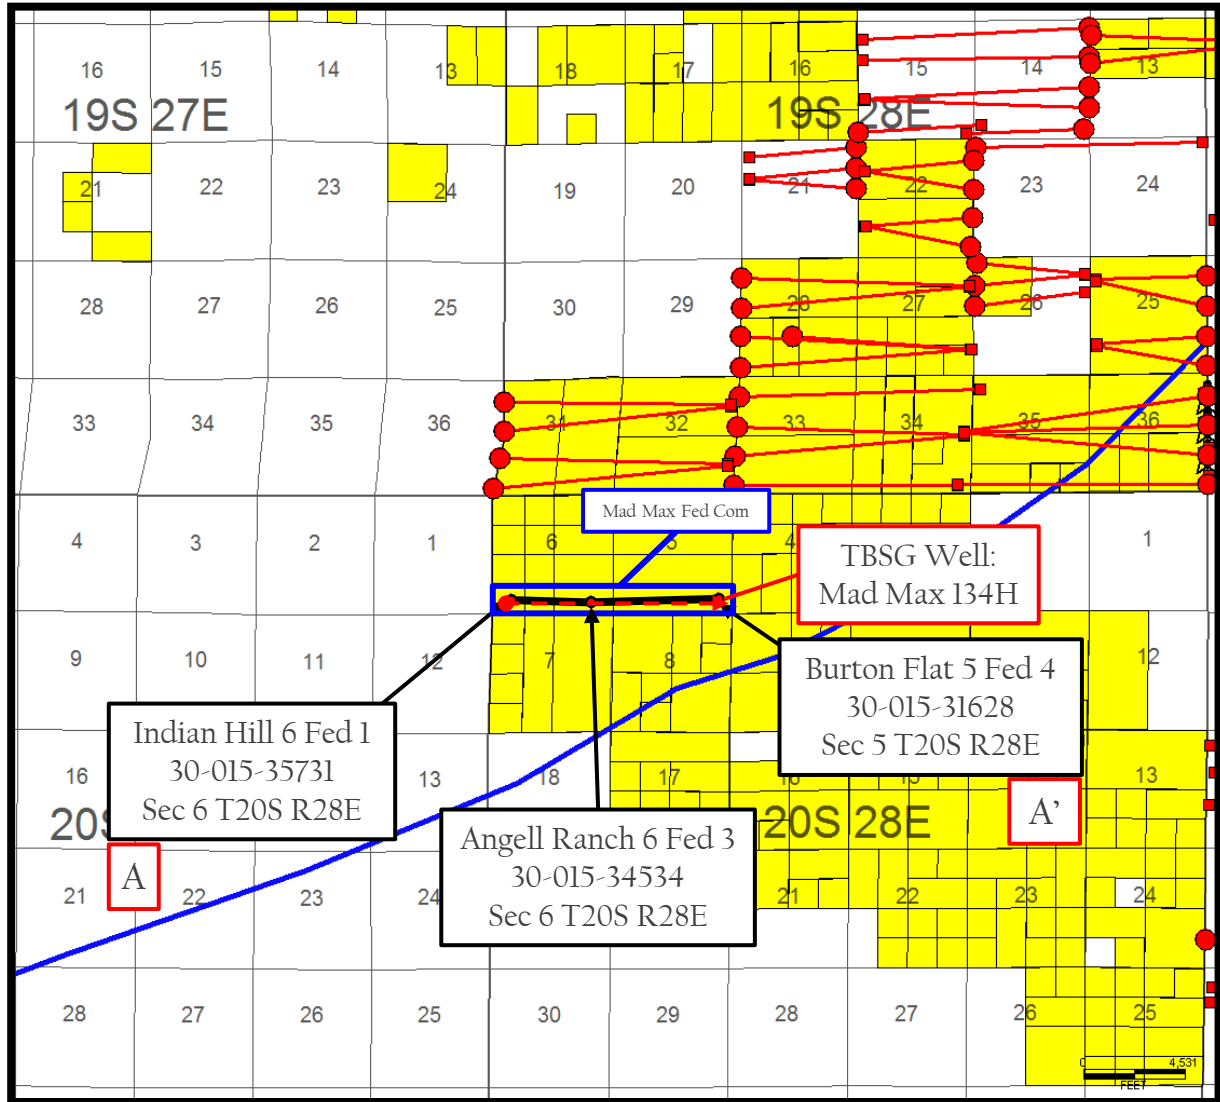 16 15 14 13 18 17 16 15 14 13
19S 27E 19S 28E
21 22 23 24 19 20 21 22 23 24
28 27 26 25 30 29 28 27 26 25
33 34 35 36 31 32 33 34 35 36
Mad Max Fed Com
4 3 2 1 6 5 4 1
TBSG Well:
Mad Max 134H
9 10 11 12 7 8 12
Burton Flat 5 Fed 4
30-015-31628
Sec 5 T20S R28E
Indian Hill 6 Fed 1
30-015-35731
Sec 6 T20S R28E
16 13 18 17 16 15 13
20S 20S 28E
A'
Angell Ranch 6 Fed 3
30-015-34534
Sec 6 T20S R28E
A
21 22 23 24 21 22 23 24
28 27 26 25 30 29 28 27 26 25
0 4,531
FEET